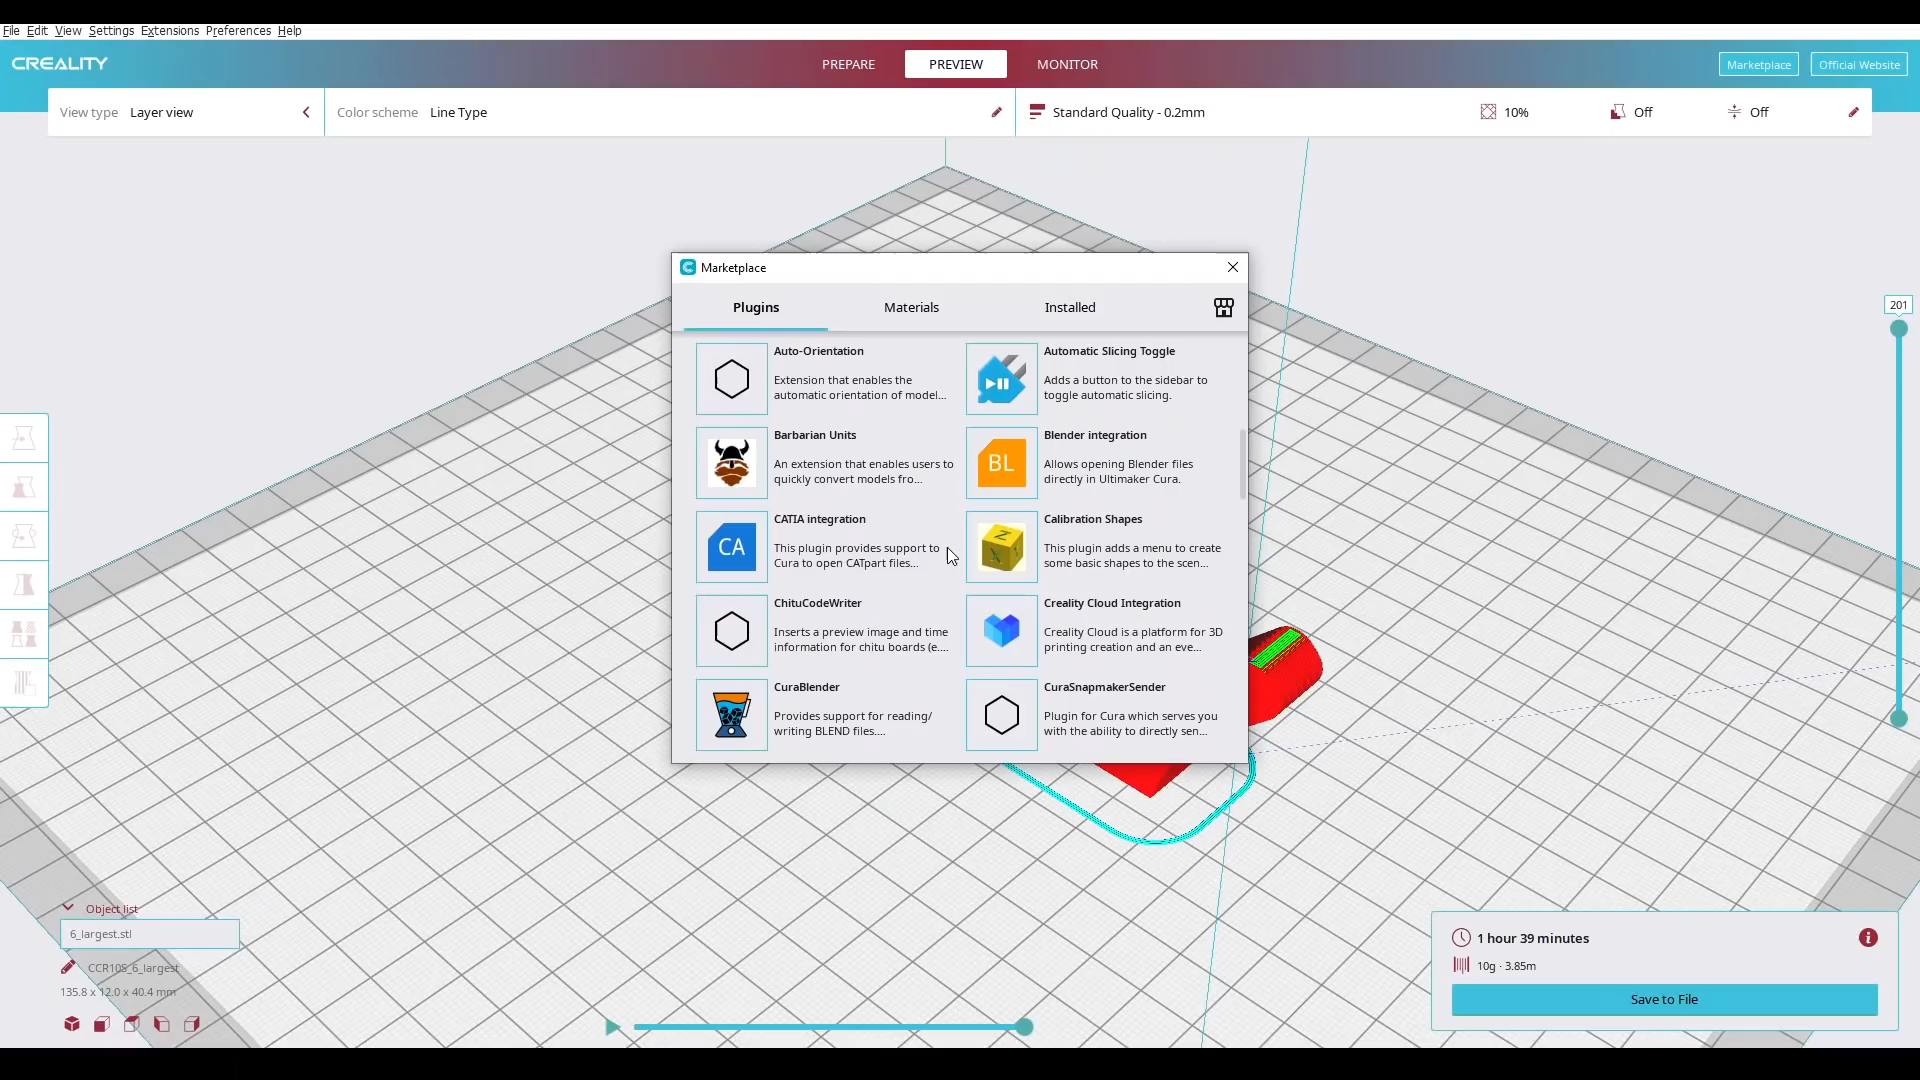 File Edit View Settings Extensions Preferences Help
CREALITY
PREPARE PREVIEW MONITOR
Marketplace Official Website
View type Layer view
Color scheme Line Type
Standard Quality - 0.2mm
10% Off Off
Marketplace
Plugins Materials Installed
Auto-Orientation
Extension that enables the
automatic orientation of model...
Automatic Slicing Toggle
Adds a button to the sidebar to
toggle automatic slicing.
Barbarian Units
An extension that enables users to
quickly convert models fro...
BL
Blender integration
Allows opening Blender files
directly in Ultimaker Cura.
CA
CATIA integration
This plugin provides support to
Cura to open CATpart files...
Z
X Y
Calibration Shapes
This plugin adds a menu to create
some basic shapes to the scen...
ChituCodeWriter
Inserts a preview image and time
information for chitu boards (e....
Creality Cloud Integration
Creality Cloud is a platform for 3D
printing creation and an eve...
CuraBlender
Provides support for reading/
writing BLEND files....
CuraSnapmakerSender
Plugin for Cura which serves you
with the ability to directly sen...
201
Object list
6_largest.stl
CCR10S_6_largest
135.8 x 12.0 x 40.4 mm
1 hour 39 minutes
10g · 3.85m
Save to File